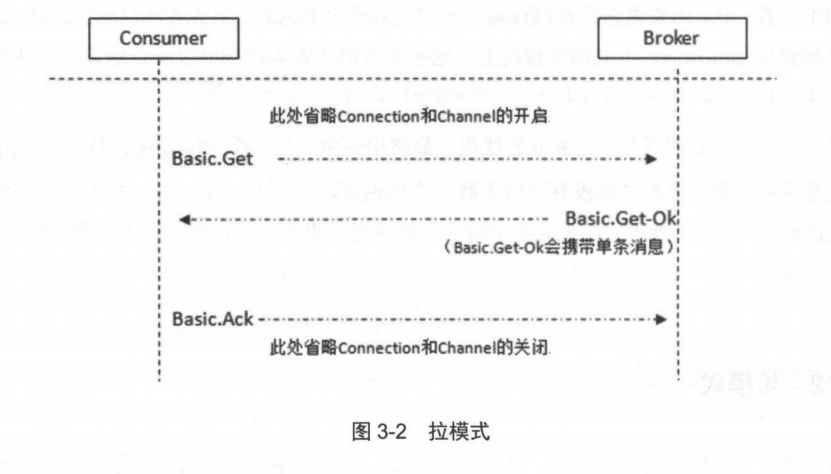 Consumer
Broker
此处省略Connection和Channel的开启.
Basic.Get
Basic.Get-Ok
（Basic.Get-Ok会携带单条消息）
Basic.Ack
此处省略Connection和Channel的关闭.
图 3-2 拉模式